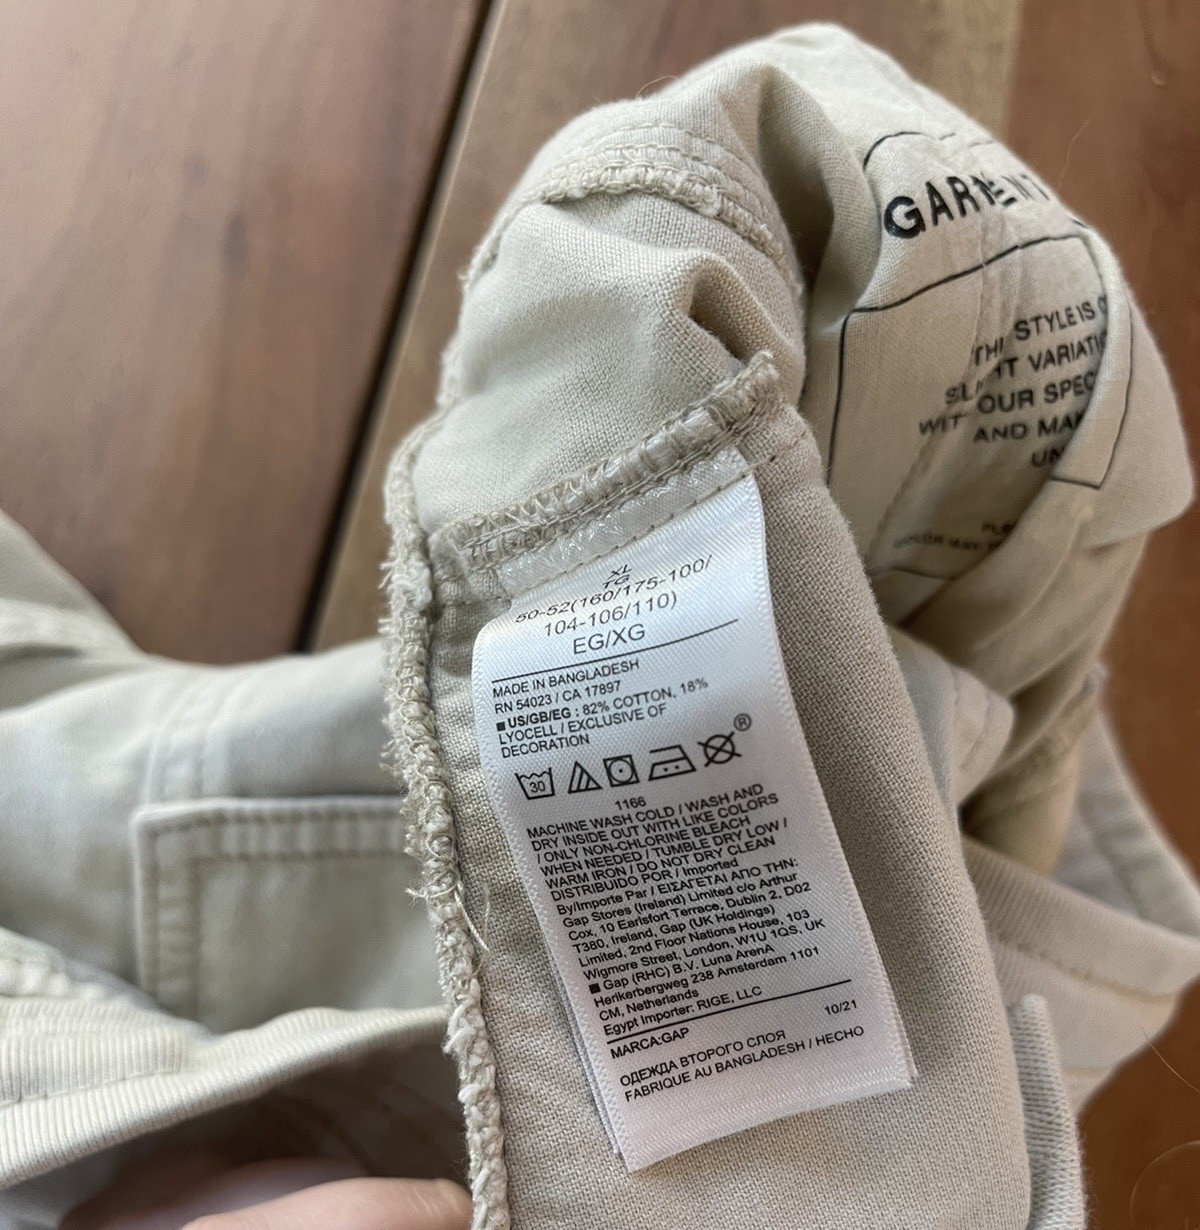 GARMENT
THE STYLE IS
SLIGHT VARIATI
WIT OUR SPEC
AND MA
UN
XL
TG
50-52(160/175-100/
104-106/110)
EG/XG
MADE IN BANGLADESH
RN 54023 / CA 17897
■ US/GB/EG : 82% COTTON, 18%
LYOCELL / EXCLUSIVE OF
DECORATION
30
®
1166
MACHINE WASH COLD / WASH AND
DRY INSIDE OUT WITH LIKE COLORS
/ ONLY NON-CHLORINE BLEACH
WHEN NEEDED / TUMBLE DRY LOW /
WARM IRON / DO NOT DRY CLEAN
DISTRIBUIDO POR / Imported
By/Importe Par / ΕΙΣΑΓΕΤΑΙ ΑΠΟ ΤΗΝ:
Gap Stores (Ireland) Limited c/o Arthur
Cox, 10 Earlsfort Terrace, Dublin 2, D02
T380, Ireland, Gap (UK Holdings)
Limited, 2nd Floor Nations House, 103
Wigmore Street, London, W1U 1QS, UK
■ Gap (RHC) B.V. Luna ArenA
Herikerbergweg 238 Amsterdam 1101
CM, Netherlands
Egypt Importer: RIGE, LLC
MARCA:GAP 10/21
ОДЕЖДА ВТОРОГО СЛОЯ
FABRIQUE AU BANGLADESH / HECHO